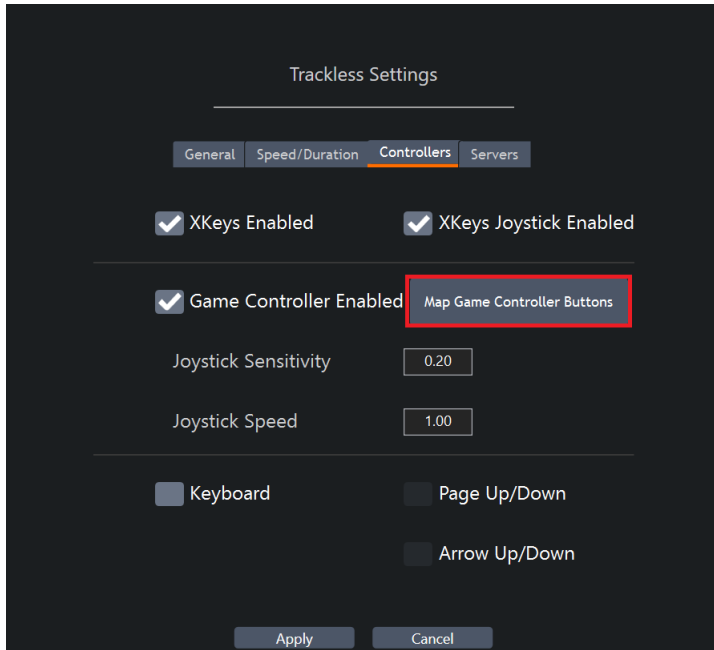 Trackless Settings
General Speed/Duration Controllers Servers
XKeys Enabled XKeys Joystick Enabled
Game Controller Enabled Map Game Controller Buttons
Joystick Sensitivity 0.20
Joystick Speed 1.00
Keyboard Page Up/Down
Arrow Up/Down
Apply Cancel